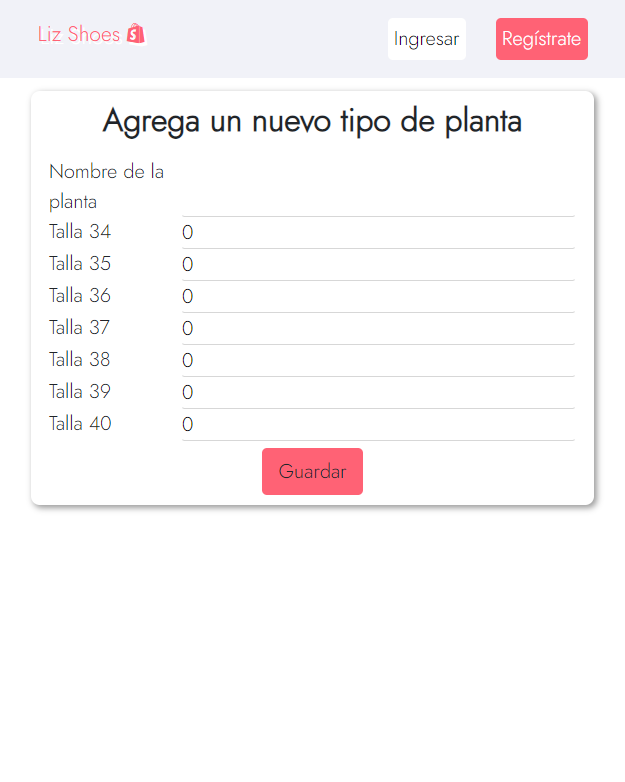 Liz Shoes
Ingresar
Regístrate
Agrega un nuevo tipo de planta
Nombre de la
planta
Talla 34
0
Talla 35
0
Talla 36
0
Talla 37
0
Talla 38
0
Talla 39
0
Talla 40
0
Guardar